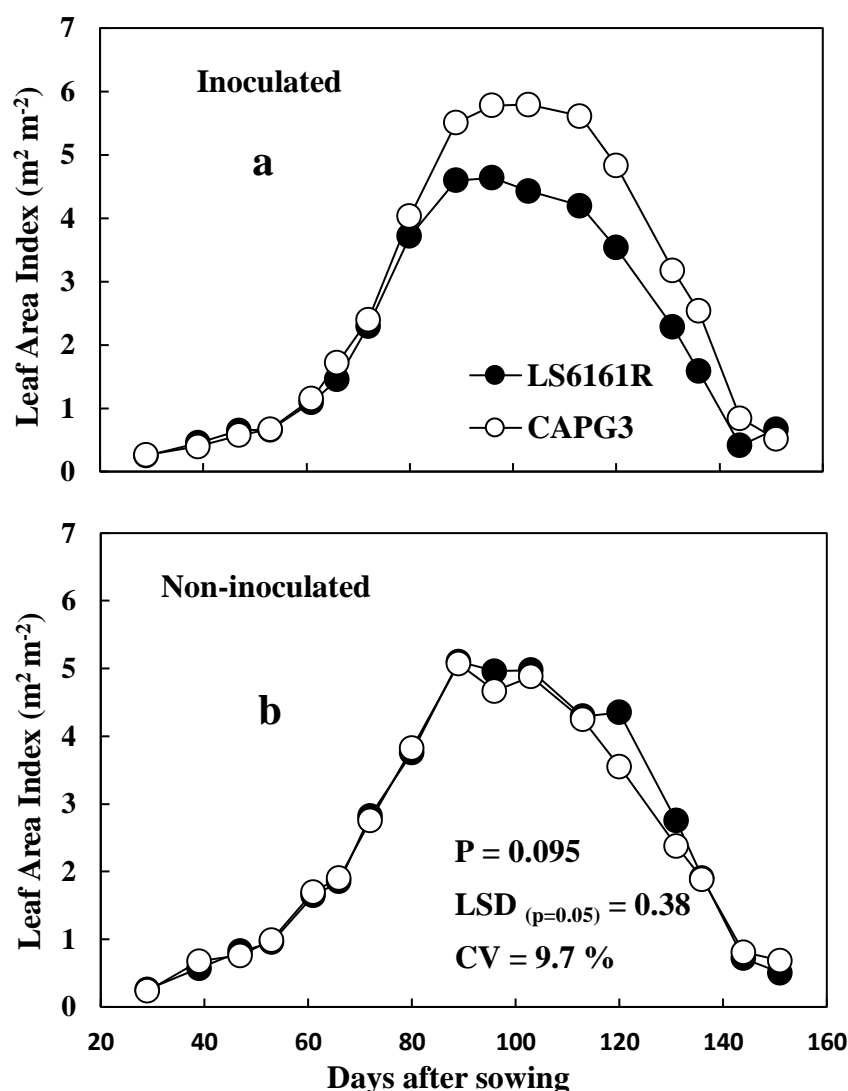 7
6
5
4
3
2
1
0
Leaf Area Index (m² m⁻²)
Inoculated
a
LS6161R
CAPG3
7
6
5
4
3
2
1
0
Leaf Area Index (m² m⁻²)
Non-inoculated
b
P = 0.095
LSD (p=0.05) = 0.38
CV = 9.7 %
20 40 60 80 100 120 140 160
Days after sowing